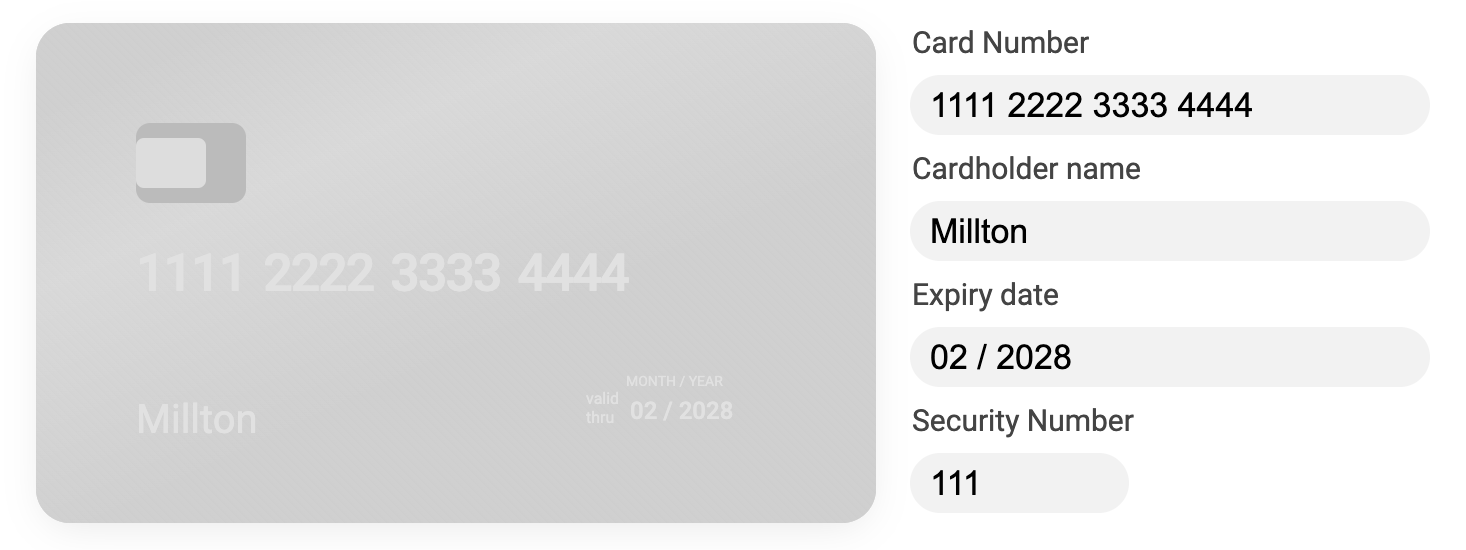 1111 2222 3333 4444
Millton
MONTH / YEAR
valid
thru
02 / 2028
Card Number
1111 2222 3333 4444
Cardholder name
Millton
Expiry date
02 / 2028
Security Number
111